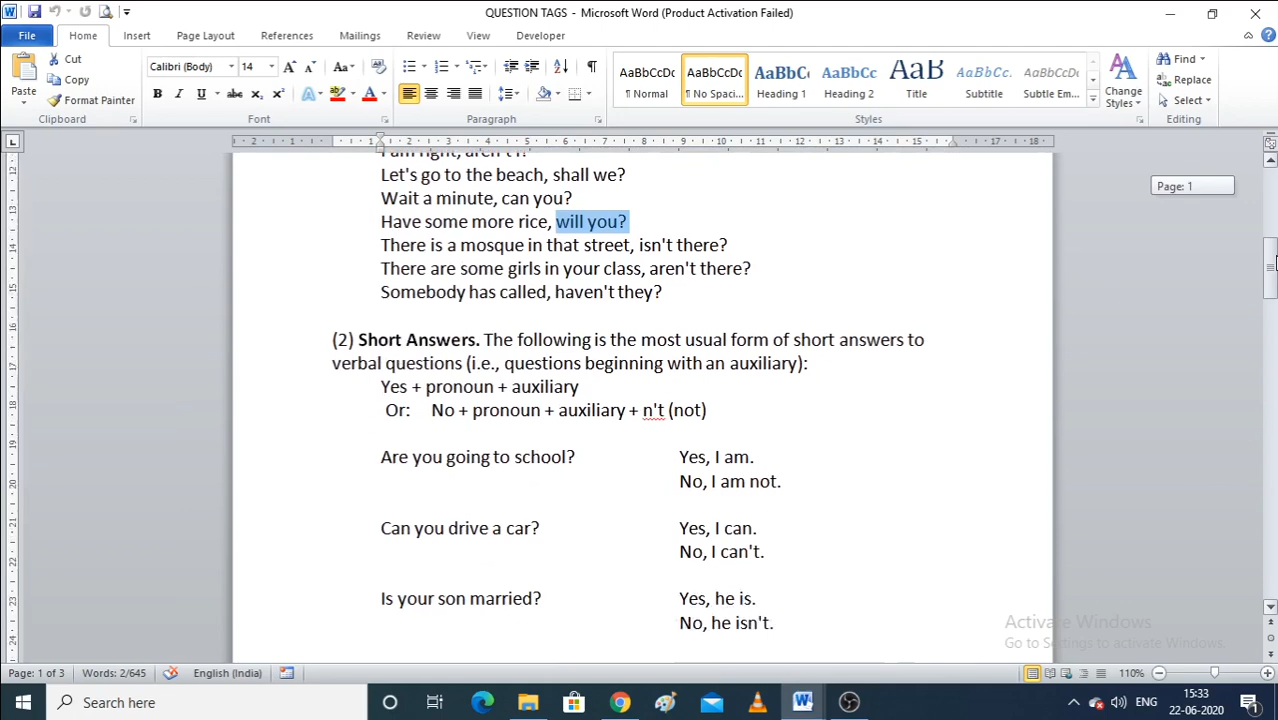 QUESTION TAGS - Microsoft Word (Product Activation Failed)
File Home Insert Page Layout References Mailings Review View Developer
Paste
Cut
Copy
Format Painter
Clipboard
Calibri (Body) 14
Font
Paragraph
AaBbCcDc ¶ Normal
AaBbCcDc ¶ No Spaci...
AaBbCc Heading 1
AaBbCc Heading 2
AaB Title
AaBbCcDc Subtitle
AaBbCcDc Subtle Em...
Change Styles
Styles
Find
Replace
Select
Editing
Page: 1
I am right, aren't I?
Let's go to the beach, shall we?
Wait a minute, can you?
Have some more rice, will you?
There is a mosque in that street, isn't there?
There are some girls in your class, aren't there?
Somebody has called, haven't they?
(2) Short Answers. The following is the most usual form of short answers to
verbal questions (i.e., questions beginning with an auxiliary):
Yes + pronoun + auxiliary
Or: No + pronoun + auxiliary + n't (not)
Are you going to school? Yes, I am.
No, I am not.
Can you drive a car? Yes, I can.
No, I can't.
Is your son married? Yes, he is.
No, he isn't.
Activate Windows
Go to Settings to activate Windows.
Page: 1 of 3 Words: 2/645 English (India) 110%
Search here ENG 15:33
22-06-2020